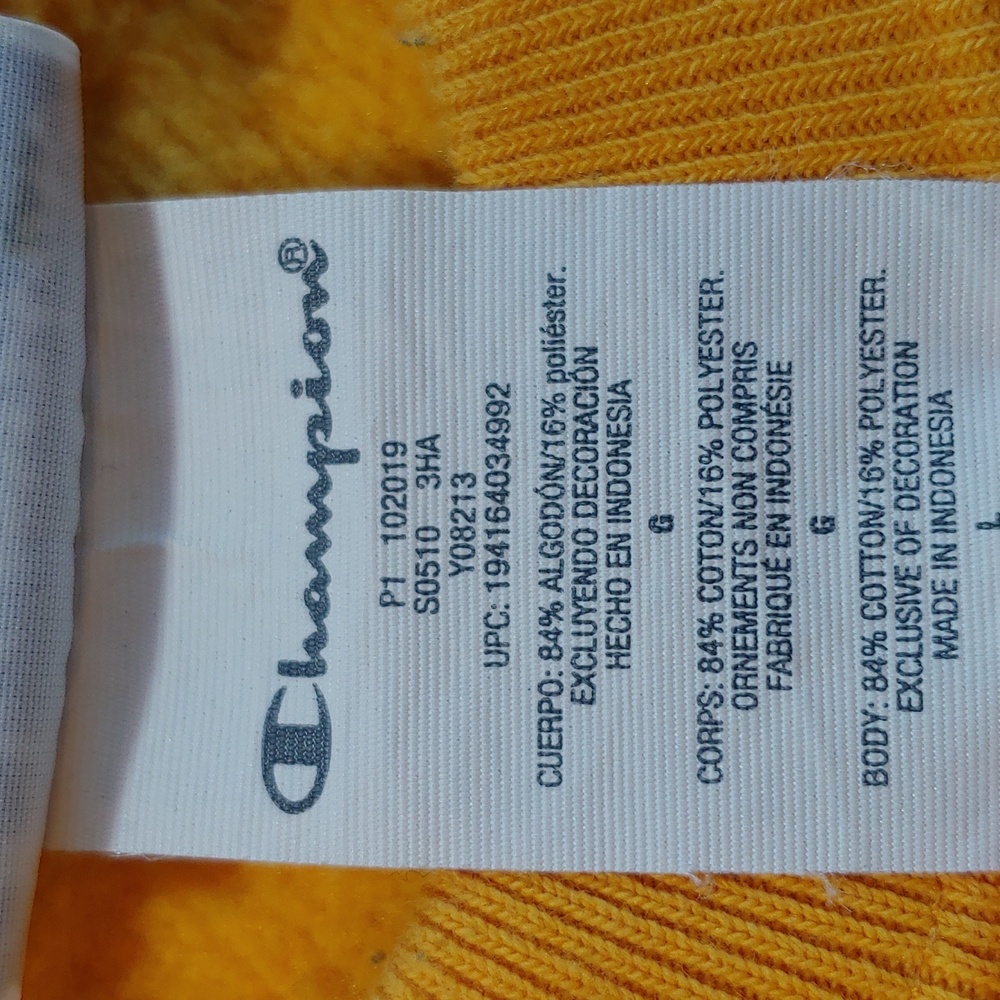 Champion®
P1 102019
S0510 3HA
Y08213
UPC: 194164034992
CUERPO: 84% ALGODÓN/16% poliéster.
EXCLUYENDO DECORACIÓN
HECHO EN INDONESIA
G
CORPS: 84% COTON/16% POLYESTER.
ORNEMENTS NON COMPRIS
FABRIQUÉ EN INDONÉSIE
G
BODY: 84% COTTON/16% POLYESTER.
EXCLUSIVE OF DECORATION
MADE IN INDONESIA